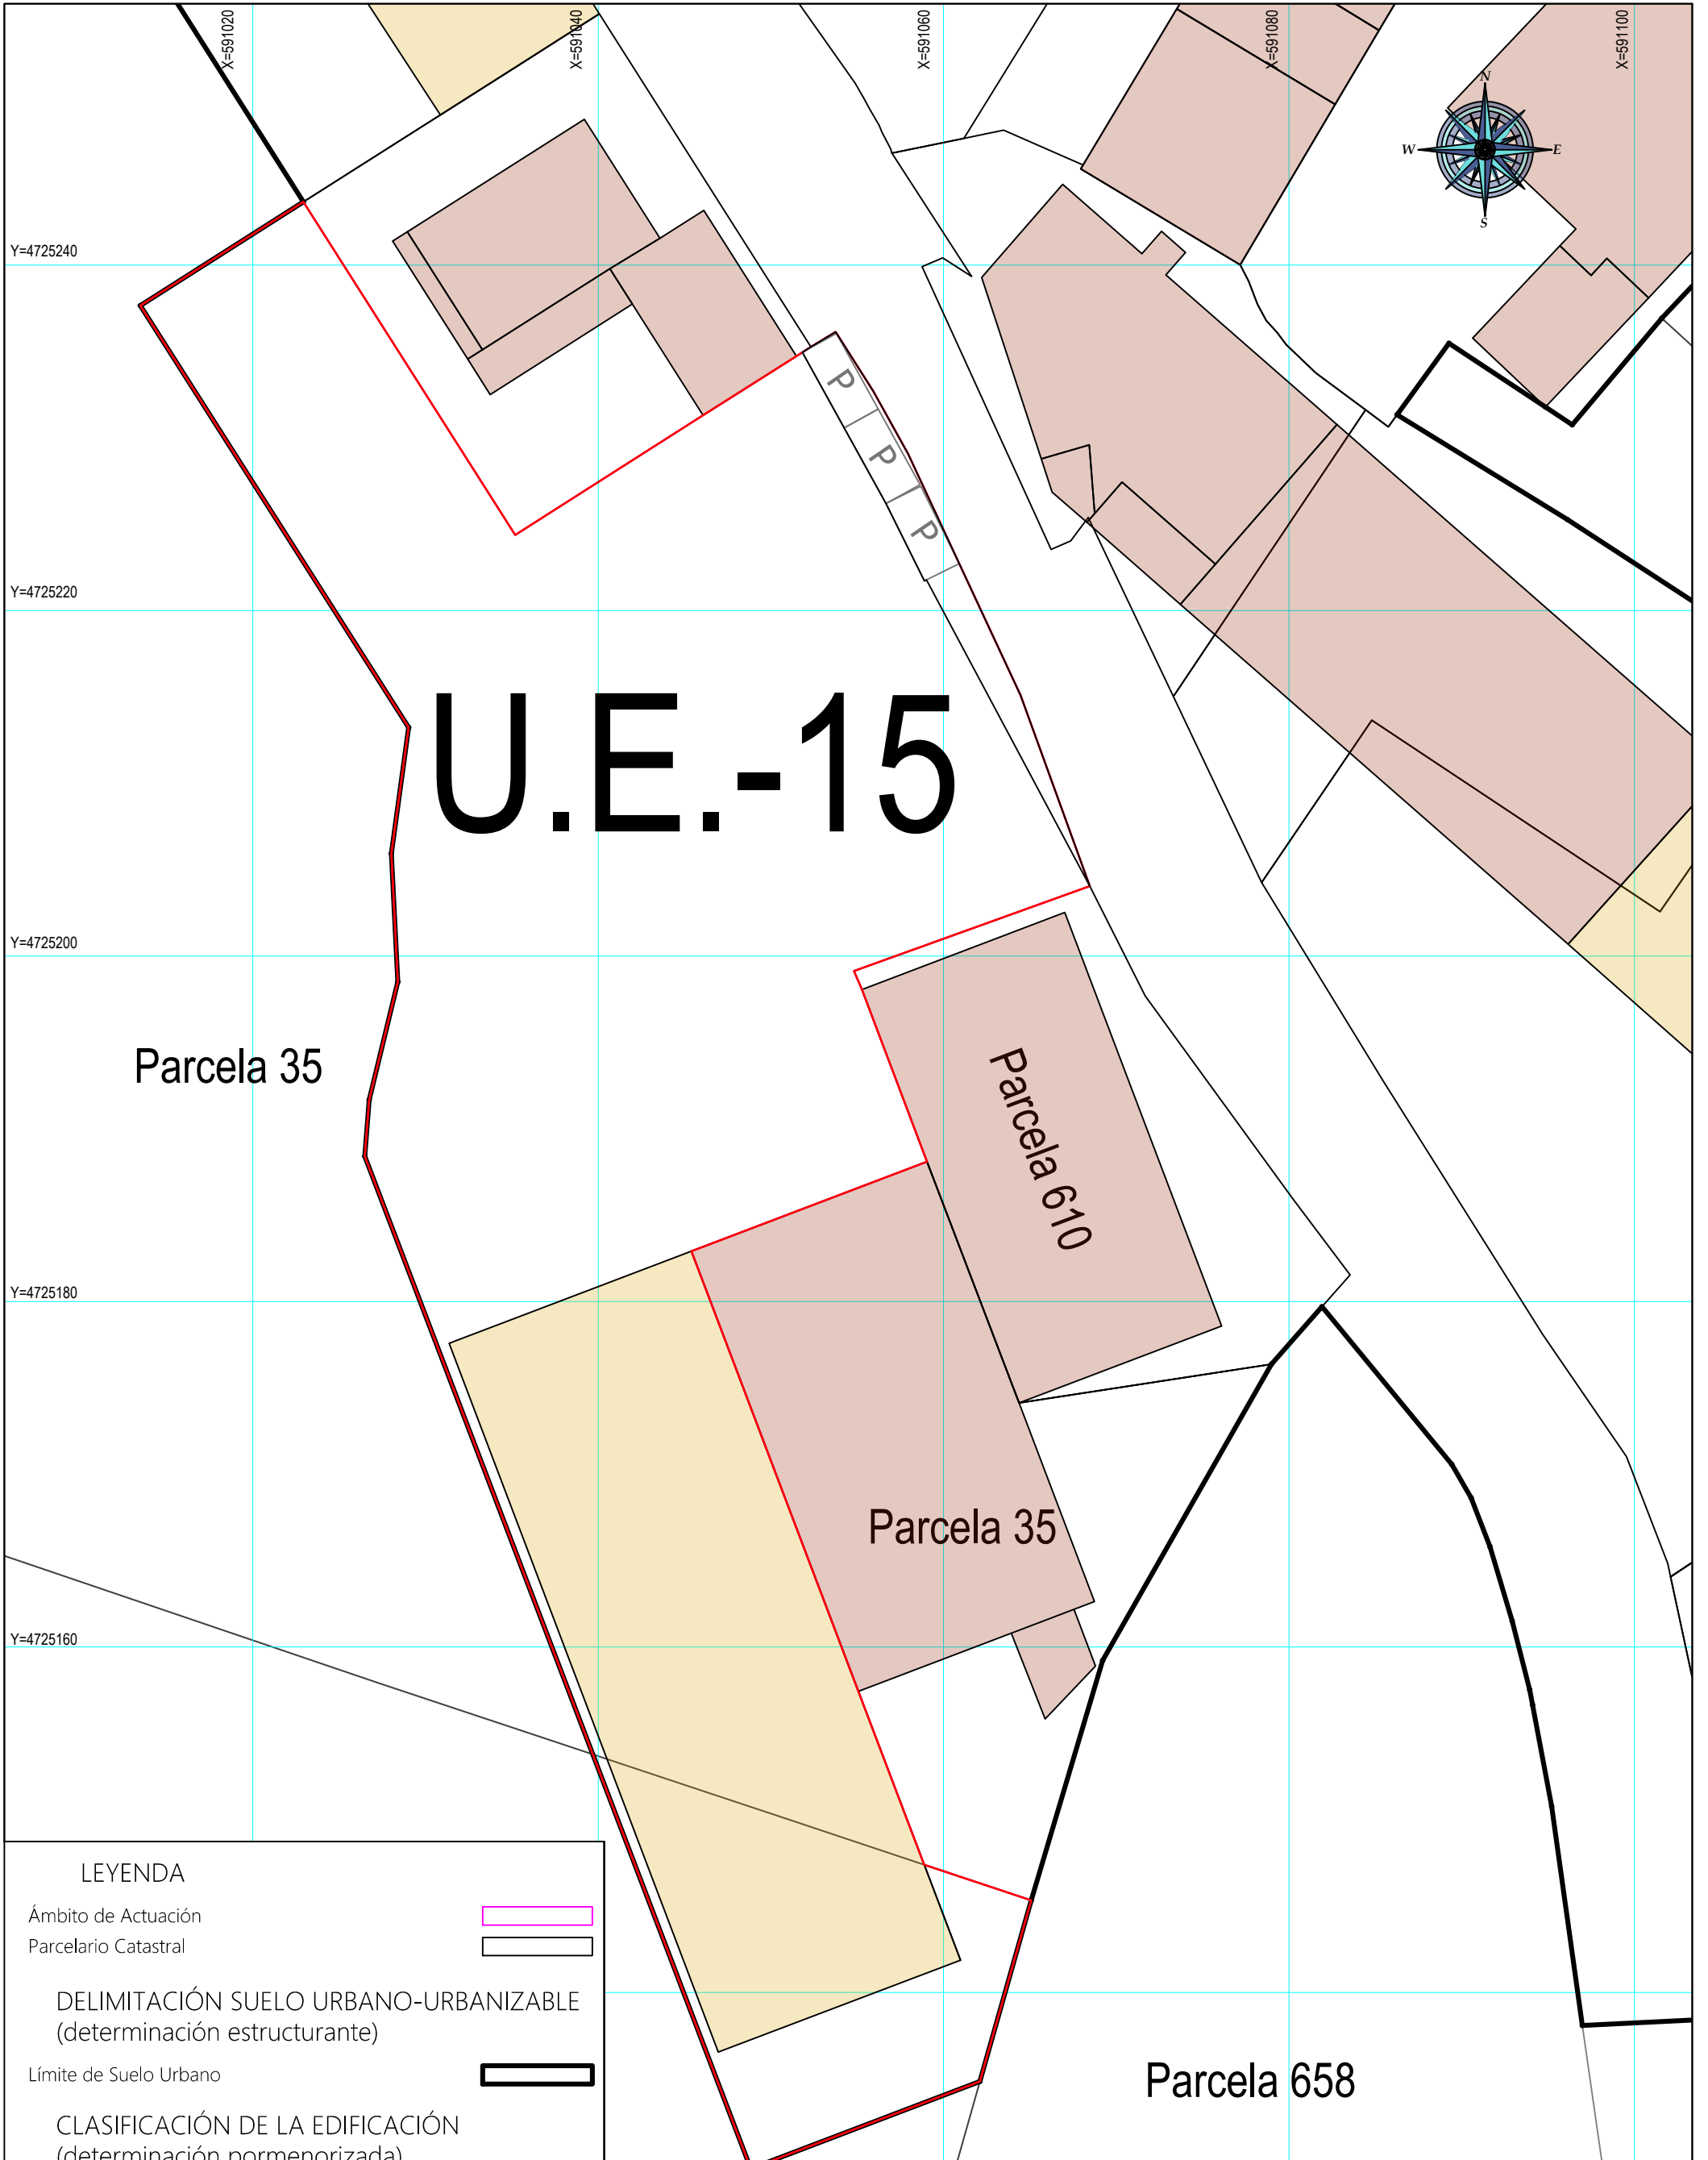 X=591020
X=591040
X=591060
X=591080
X=591100
N
W
E
S
Y=4725240
P
P
P
Y=4725220
U.E.-15
Y=4725200
Parcela 35
Parcela 610
Y=4725180
Parcela 35
Y=4725160
LEYENDA
Ámbito de Actuación
Parcelario Catastral
DELIMITACIÓN SUELO URBANO-URBANIZABLE
(determinación estructurante)
Límite de Suelo Urbano
Parcela 658
CLASIFICACIÓN DE LA EDIFICACIÓN
(determinación pormenorizada)